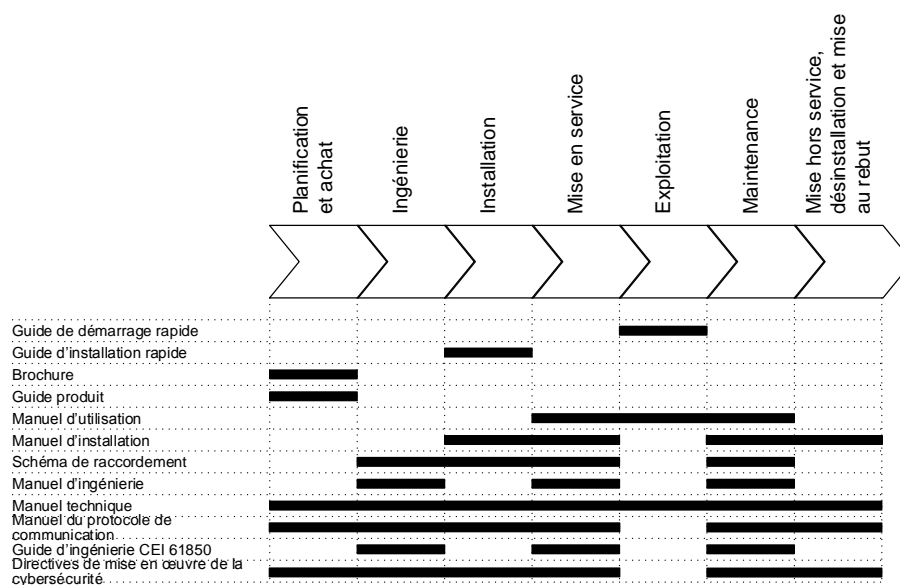 Planification
et achat
Ingénierie
Installation
Mise en service
Exploitation
Maintenance
Mise hors service,
désinstallation et mise
au rebut
Guide de démarrage rapide
Guide d'installation rapide
Brochure
Guide produit
Manuel d'utilisation
Manuel d'installation
Schéma de raccordement
Manuel d'ingénierie
Manuel technique
Manuel du protocole de
communication
Guide d'ingénierie CEI 61850
Directives de mise en œuvre de la
cybersécurité